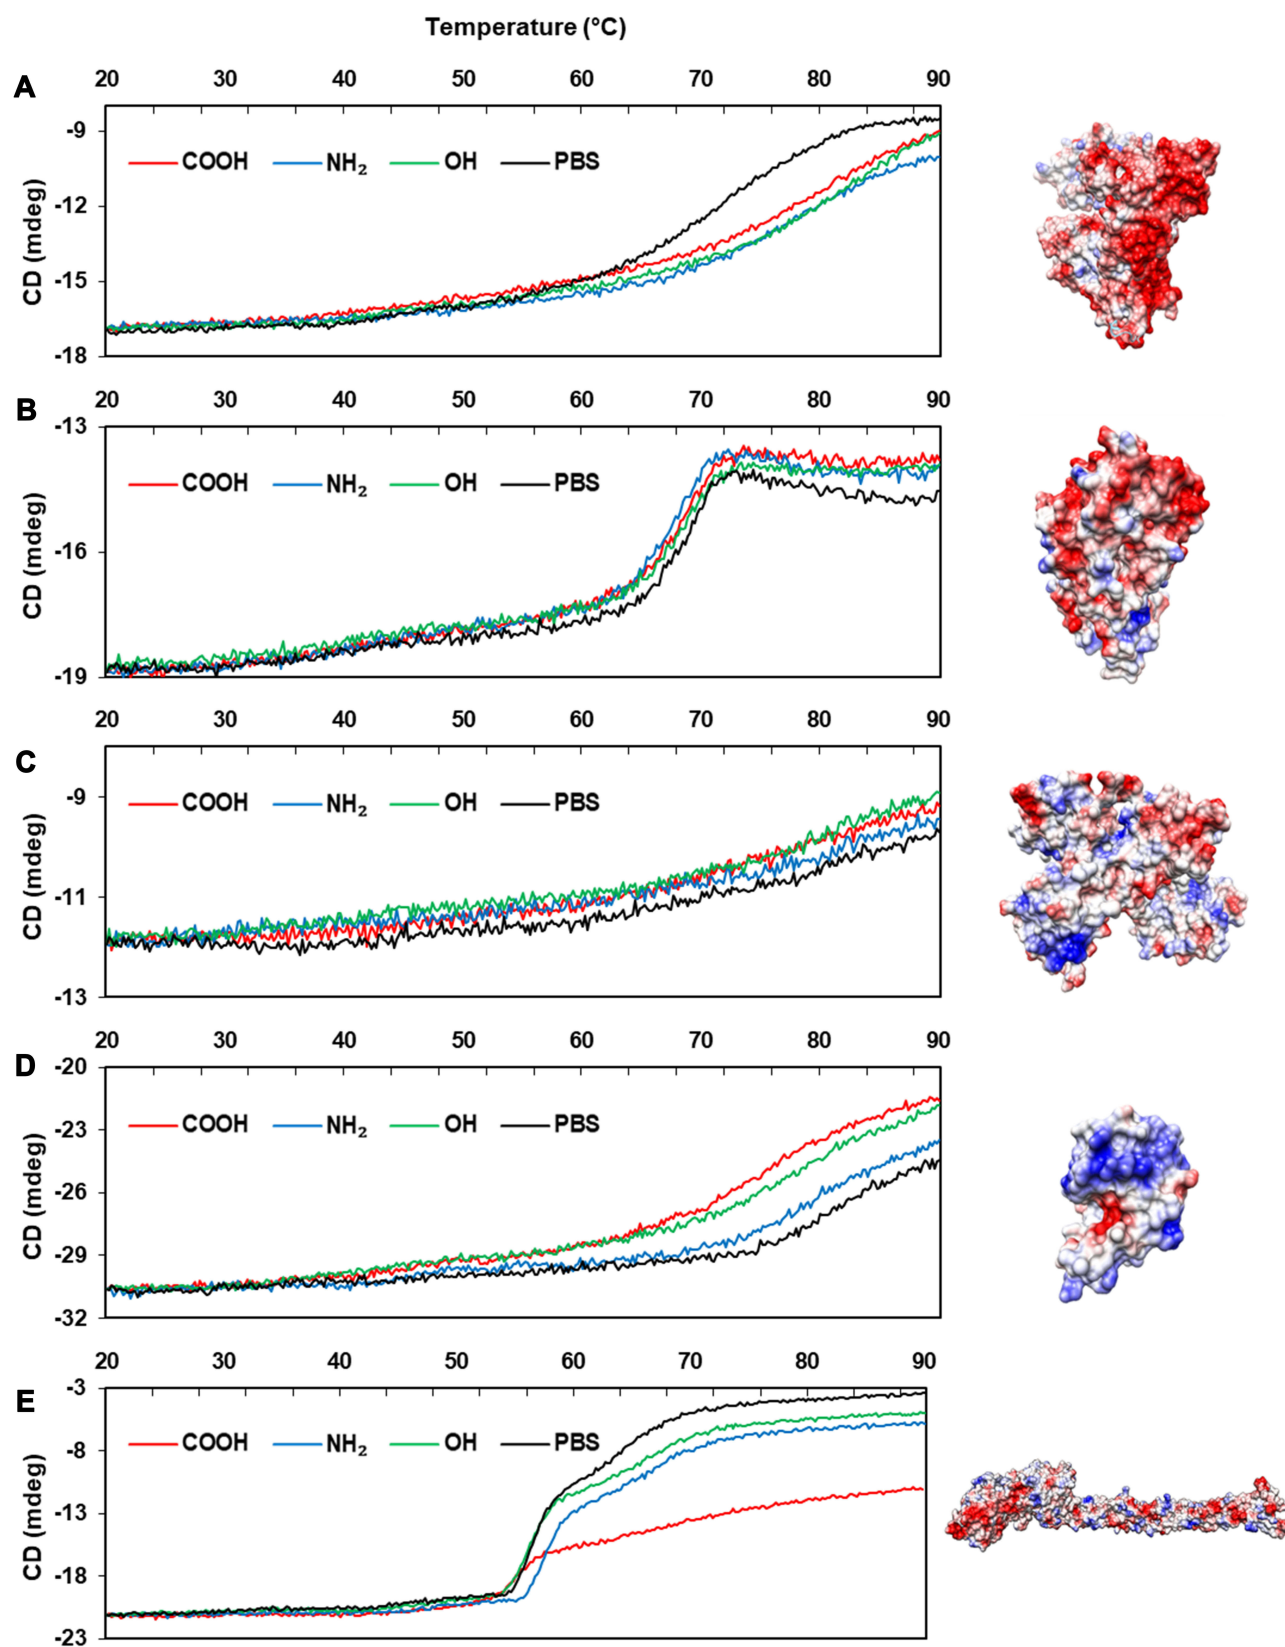 Temperature (°C)
A
20 30 40 50 60 70 80 90
-9
COOH NH₂ OH PBS
-12
-15
-18
CD (mdeg)
B
20 30 40 50 60 70 80 90
-13
COOH NH₂ OH PBS
-16
-19
CD (mdeg)
C
20 30 40 50 60 70 80 90
-9
COOH NH₂ OH PBS
-11
-13
CD (mdeg)
D
20 30 40 50 60 70 80 90
-20
COOH NH₂ OH PBS
-23
-26
-29
-32
CD (mdeg)
E
20 30 40 50 60 70 80 90
-3
COOH NH₂ OH PBS
-8
-13
-18
-23
CD (mdeg)